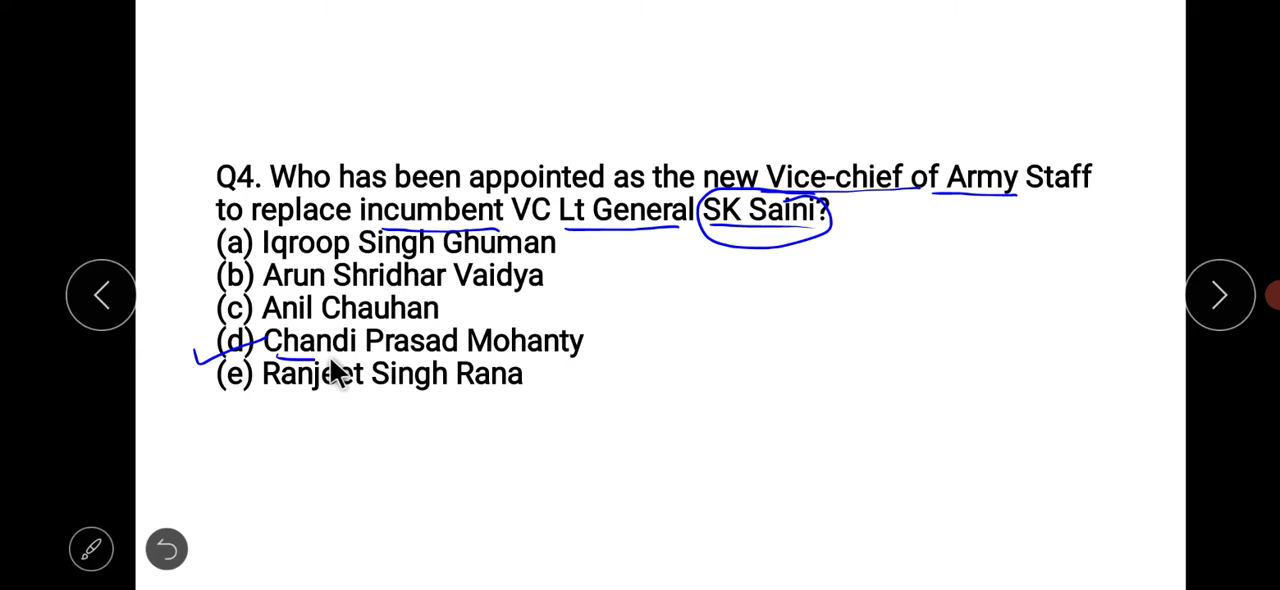 Q4. Who has been appointed as the new Vice-chief of Army Staff
to replace incumbent VC Lt General SK Saini?
(a) Iqroop Singh Ghuman
(b) Arun Shridhar Vaidya
(c) Anil Chauhan
(d) Chandi Prasad Mohanty
(e) Ranjeet Singh Rana